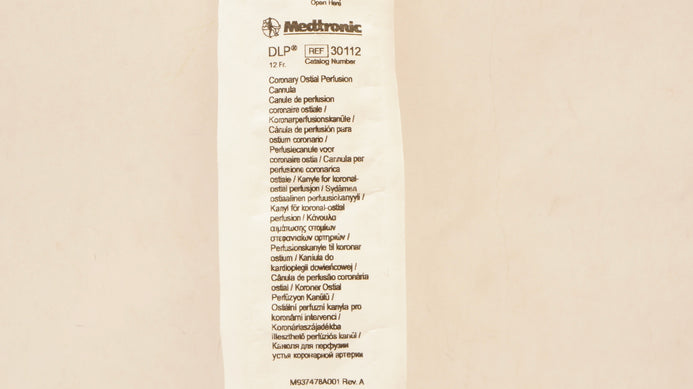 Open Here
Medtronic
DLP® REF 30112
12 Fr. Catalog Number
Coronary Ostial Perfusion
Cannula
Canule de perfusion
coronaire ostiale /
Koronarperfusionskanüle /
Cánula de perfusión para
ostium coronario /
Perfusiecanule voor
coronaire ostia / Cannula per
perfusione coronarica
ostiale / Kanyle for koronal-
ostial perfusjon / Sydämen
ostiaalinen perfuusiokanyyli /
Kanyl för koronal-ostial
perfusion / Κάνουλα
αιμάτωσης στομίων
στεφανιαίων αρτηριών /
Perfusionskanyle til koronar
ostium / Kaniula do
kardioplegii dowieńcowej /
Cânula de perfusão coronária
ostial / Koroner Ostial
Perfüzyon Kanülü /
Ostiální perfuzní kanyla pro
koronární intervenci /
Koronáriaszájadékba
illeszthető perfúziós kanül /
Канюля для перфузии
устья коронарной артерии
M937478A001 Rev. A